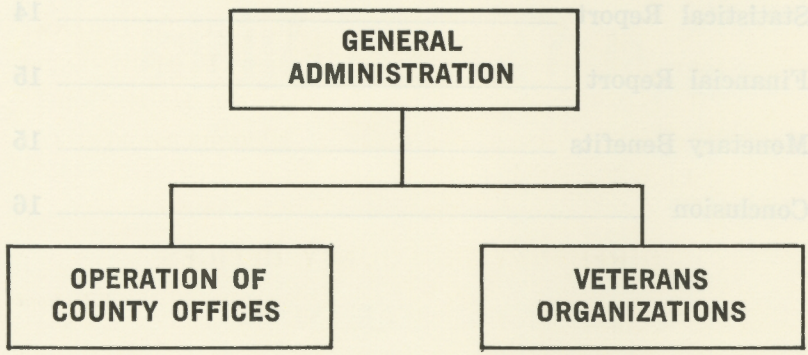 GENERAL
ADMINISTRATION
OPERATION OF
COUNTY OFFICES
VETERANS
ORGANIZATIONS
Statistical Report 14
Financial Report 15
Monetary Benefits 15
Conclusion 16